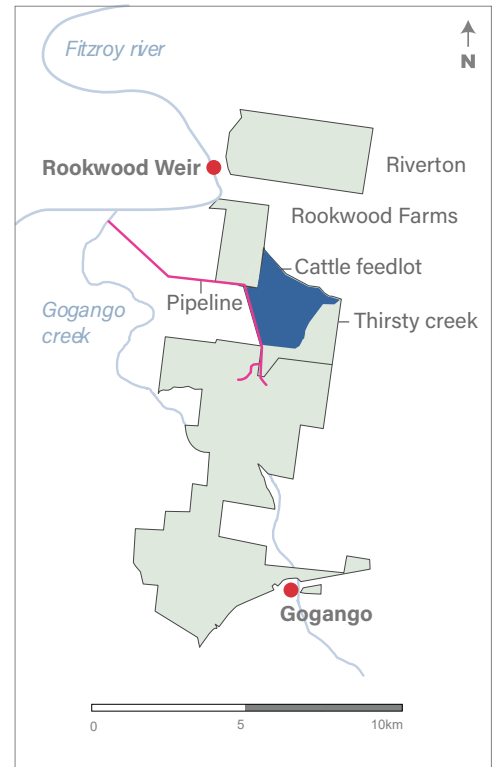 Fitzroy river
N
Rookwood Weir
Riverton
Rookwood Farms
Cattle feedlot
Pipeline
Gogango
creek
Thirsty creek
Gogango
0
5
10km